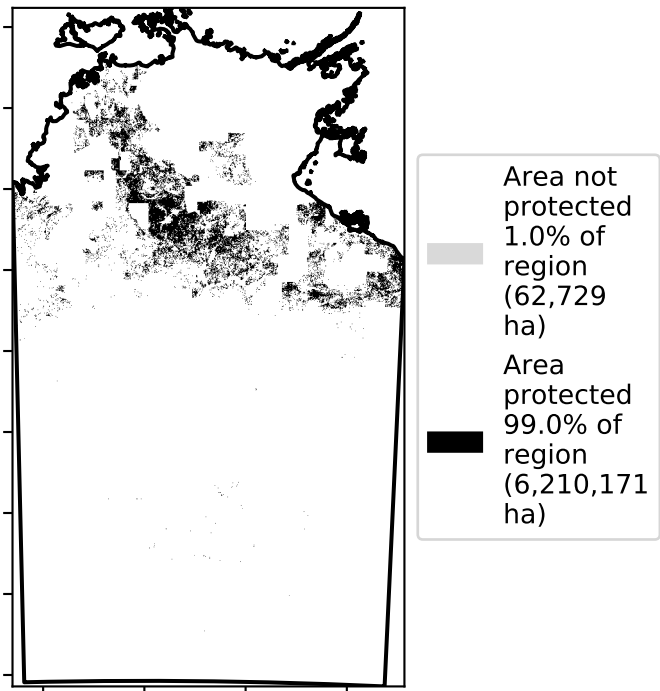 Area not
protected
1.0% of
region
(62,729
ha)
Area
protected
99.0% of
region
(6,210,171
ha)